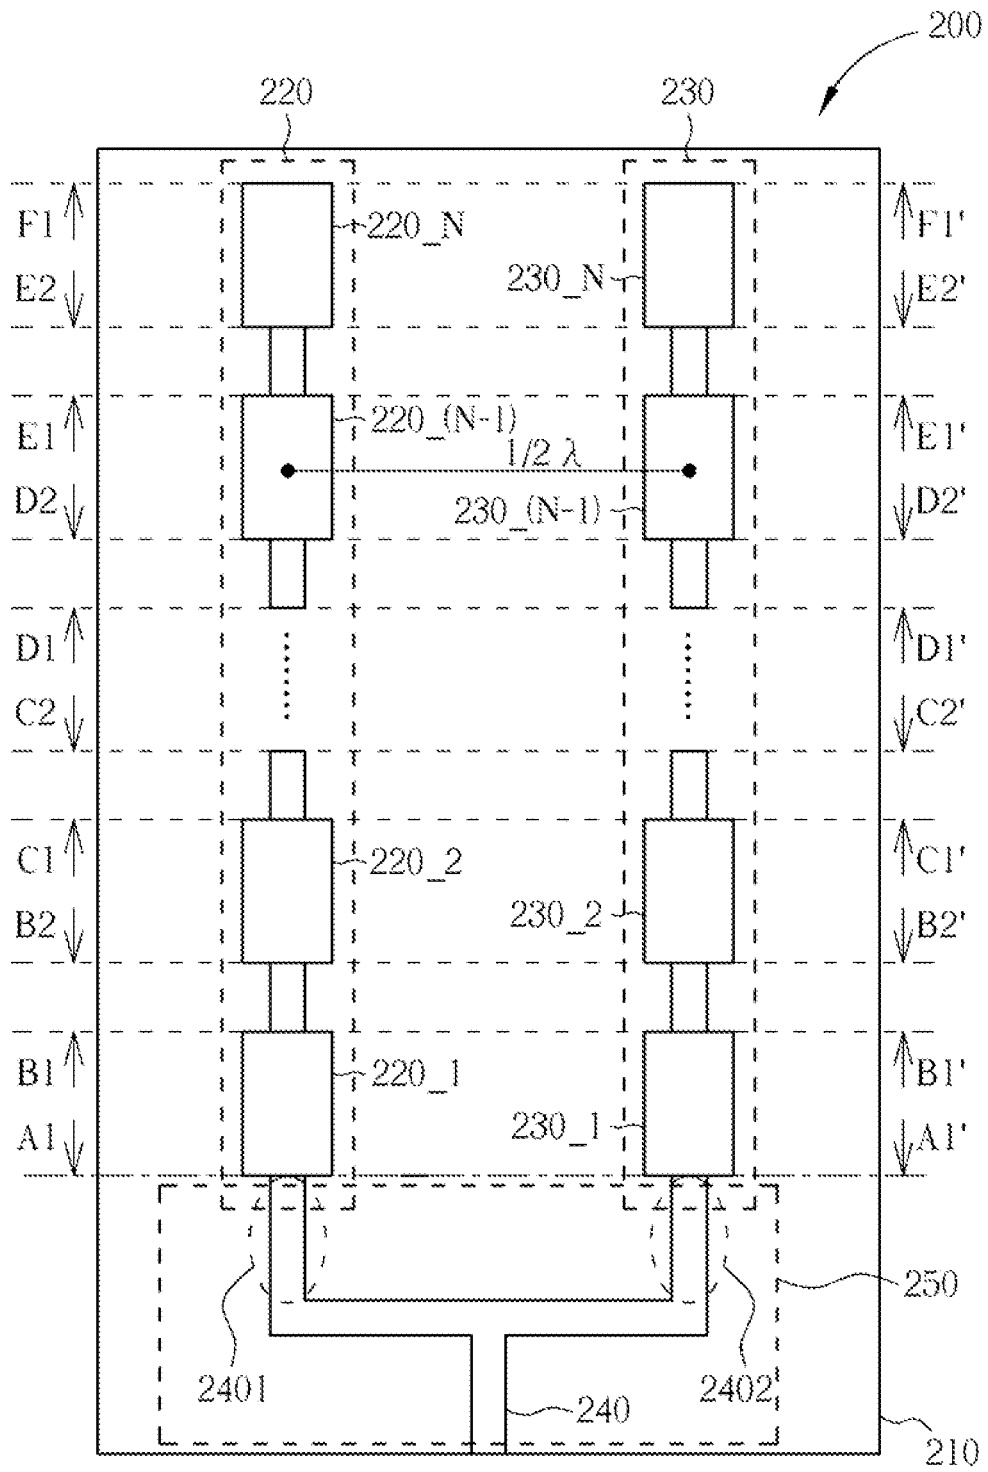 200
220 230
F1 220_N F1'
E2 230_N E2'
E1 220_(N-1) E1'
1/2 λ
D2 230_(N-1) D2'
D1 D1'
C2 C2'
C1 220_2 C1'
B2 230_2 B2'
B1 220_1 B1'
A1 230_1 A1'
250
2401 2402
240
210